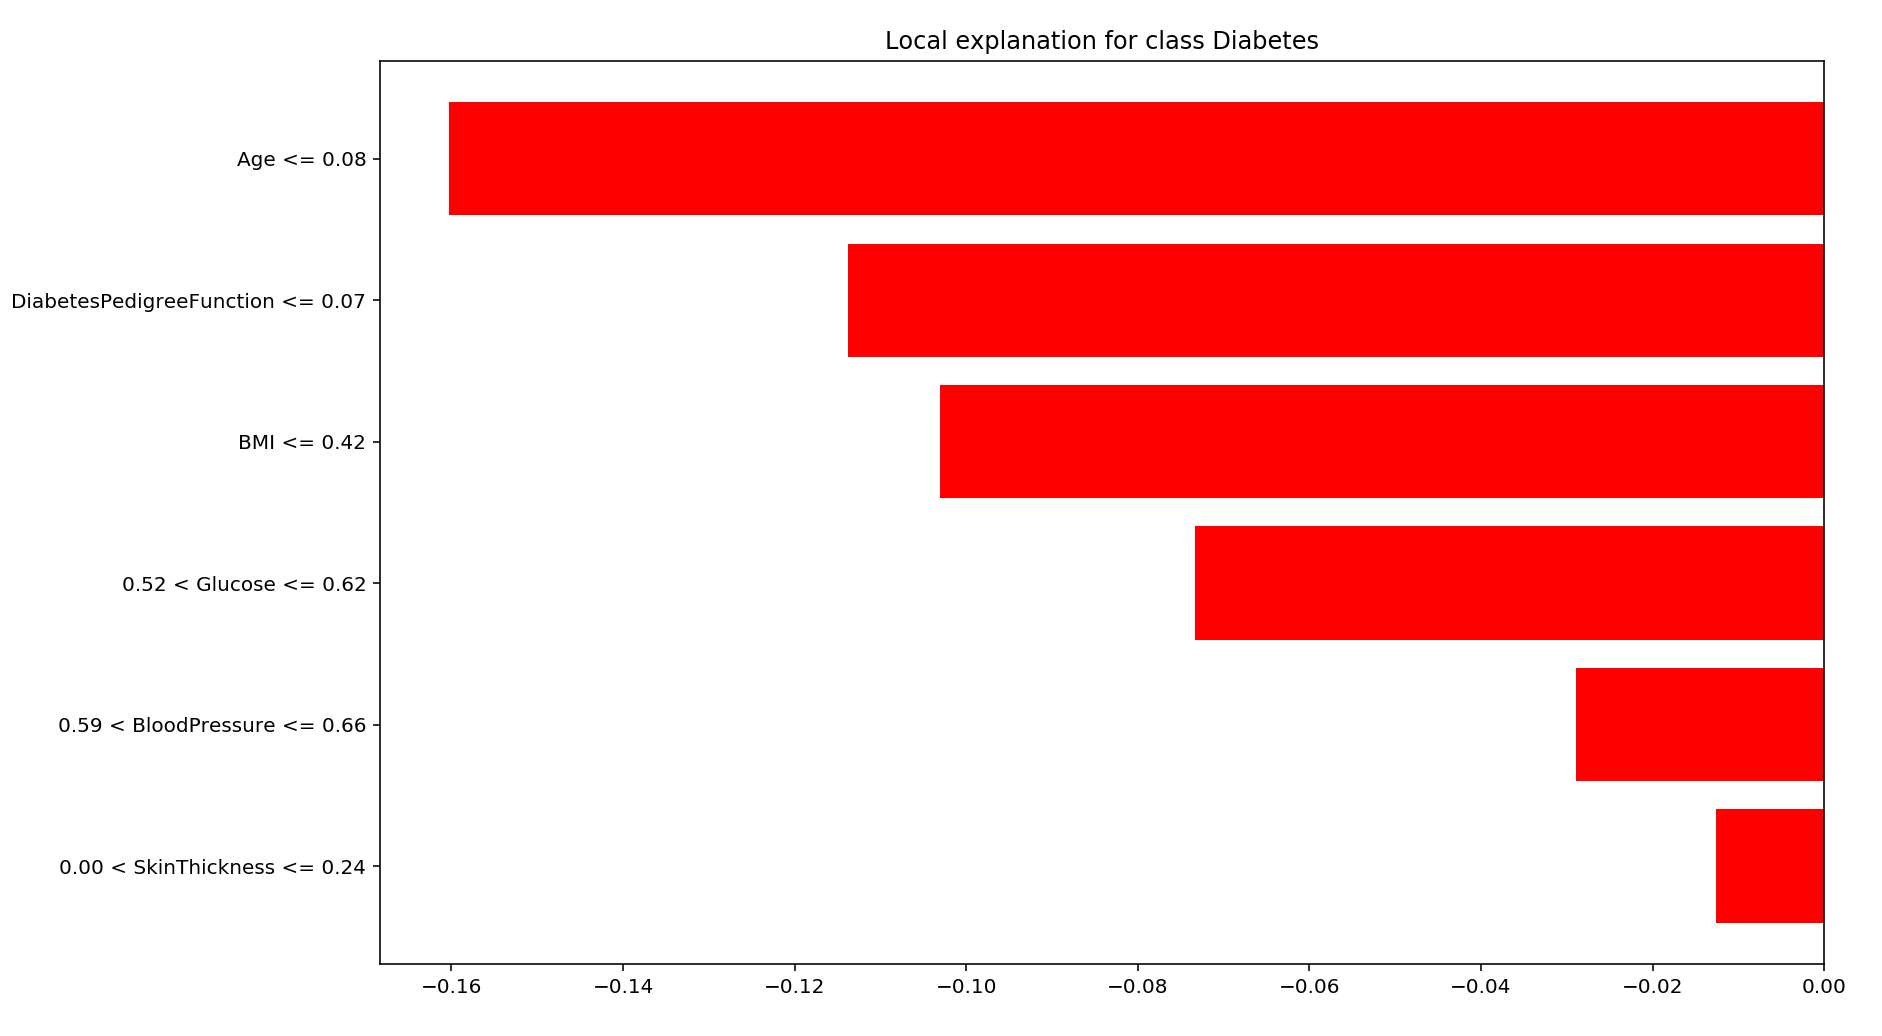 Local explanation for class Diabetes
Age <= 0.08
DiabetesPedigreeFunction <= 0.07
BMI <= 0.42
0.52 < Glucose <= 0.62
0.59 < BloodPressure <= 0.66
0.00 < SkinThickness <= 0.24
−0.16 −0.14 −0.12 −0.10 −0.08 −0.06 −0.04 −0.02 0.00